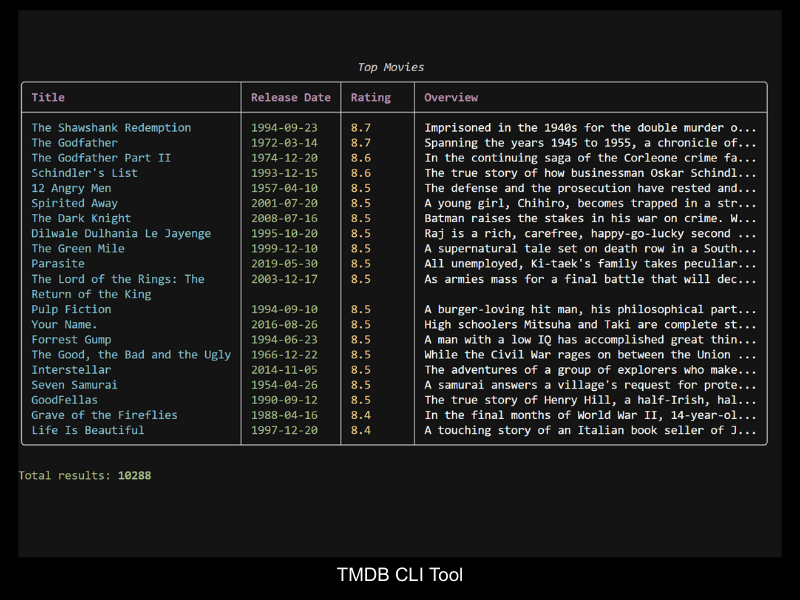 Top Movies
Title Release Date Rating Overview
The Shawshank Redemption 1994-09-23 8.7 Imprisoned in the 1940s for the double murder o...
The Godfather 1972-03-14 8.7 Spanning the years 1945 to 1955, a chronicle of...
The Godfather Part II 1974-12-20 8.6 In the continuing saga of the Corleone crime fa...
Schindler's List 1993-12-15 8.6 The true story of how businessman Oskar Schindl...
12 Angry Men 1957-04-10 8.5 The defense and the prosecution have rested and...
Spirited Away 2001-07-20 8.5 A young girl, Chihiro, becomes trapped in a str...
The Dark Knight 2008-07-16 8.5 Batman raises the stakes in his war on crime. W...
Dilwale Dulhania Le Jayenge 1995-10-20 8.5 Raj is a rich, carefree, happy-go-lucky second ...
The Green Mile 1999-12-10 8.5 A supernatural tale set on death row in a South...
Parasite 2019-05-30 8.5 All unemployed, Ki-taek's family takes peculiar...
The Lord of the Rings: The 2003-12-17 8.5 As armies mass for a final battle that will dec...
Return of the King
Pulp Fiction 1994-09-10 8.5 A burger-loving hit man, his philosophical part...
Your Name. 2016-08-26 8.5 High schoolers Mitsuha and Taki are complete st...
Forrest Gump 1994-06-23 8.5 A man with a low IQ has accomplished great thin...
The Good, the Bad and the Ugly 1966-12-22 8.5 While the Civil War rages on between the Union ...
Interstellar 2014-11-05 8.5 The adventures of a group of explorers who make...
Seven Samurai 1954-04-26 8.5 A samurai answers a village's request for prote...
GoodFellas 1990-09-12 8.5 The true story of Henry Hill, a half-Irish, hal...
Grave of the Fireflies 1988-04-16 8.4 In the final months of World War II, 14-year-ol...
Life Is Beautiful 1997-12-20 8.4 A touching story of an Italian book seller of J...
Total results: 10288
TMDB CLI Tool